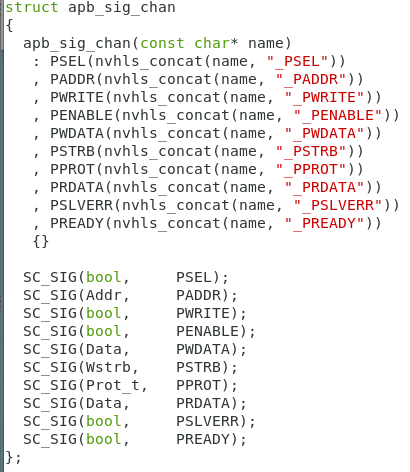 struct apb_sig_chan
{
  apb_sig_chan(const char* name)
   : PSEL(nvhls_concat(name, "_PSEL"))
   , PADDR(nvhls_concat(name, "_PADDR"))
   , PWRITE(nvhls_concat(name, "_PWRITE"))
   , PENABLE(nvhls_concat(name, "_PENABLE"))
   , PWDATA(nvhls_concat(name, "_PWDATA"))
   , PSTRB(nvhls_concat(name, "_PSTRB"))
   , PPROT(nvhls_concat(name, "_PPROT"))
   , PRDATA(nvhls_concat(name, "_PRDATA"))
   , PSLVERR(nvhls_concat(name, "_PSLVERR"))
   , PREADY(nvhls_concat(name, "_PREADY"))
   {}

  SC_SIG(bool,     PSEL);
  SC_SIG(Addr,     PADDR);
  SC_SIG(bool,     PWRITE);
  SC_SIG(bool,     PENABLE);
  SC_SIG(Data,     PWDATA);
  SC_SIG(Wstrb,    PSTRB);
  SC_SIG(Prot_t,   PPROT);
  SC_SIG(Data,     PRDATA);
  SC_SIG(bool,     PSLVERR);
  SC_SIG(bool,     PREADY);
};